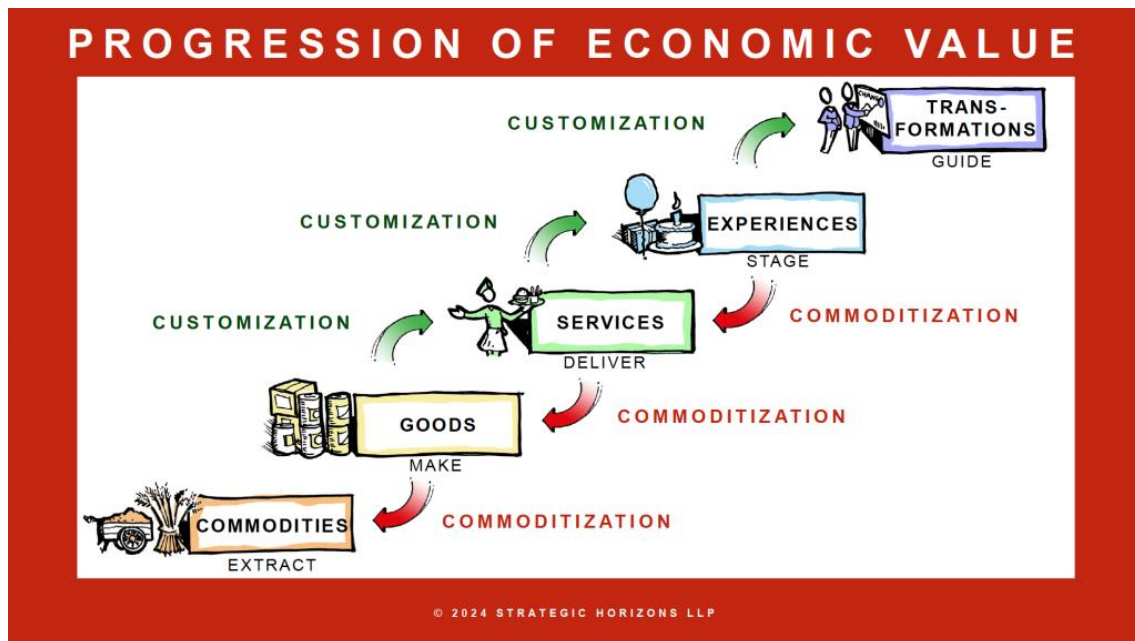 PROGRESSION OF ECONOMIC VALUE
CUSTOMIZATION
CHANGE
TRANS-
FORMATIONS
GUIDE
CUSTOMIZATION
EXPERIENCES
STAGE
CUSTOMIZATION
SERVICES
DELIVER
COMMODITIZATION
GOODS
MAKE
COMMODITIZATION
COMMODITIES
EXTRACT
COMMODITIZATION
© 2024 STRATEGIC HORIZONS LLP